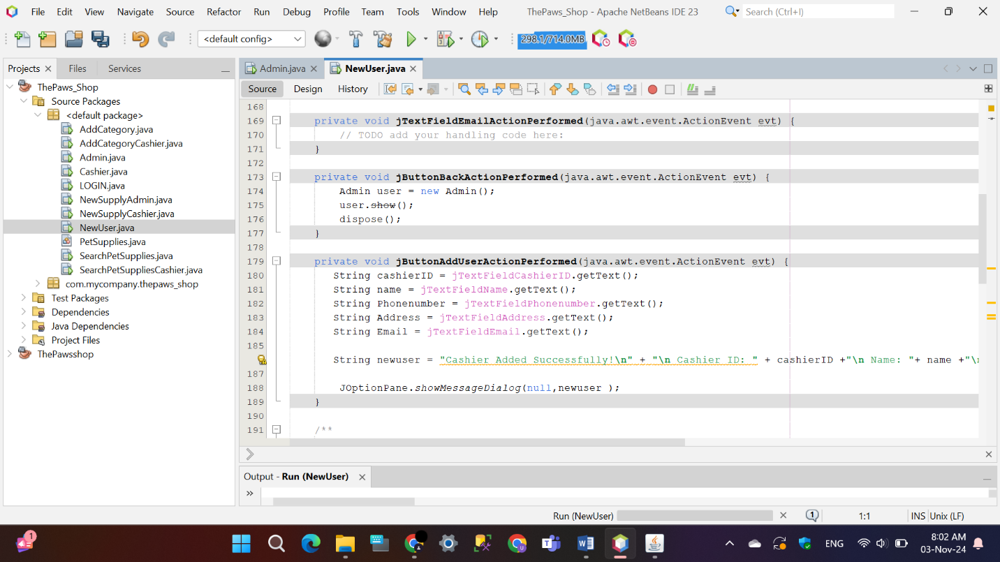 File Edit View Navigate Source Refactor Run Debug Profile Team Tools Window Help ThePaws_Shop - Apache NetBeans IDE 23 Search (Ctrl+I)
<default config> 298.1/714.0MB
Projects Files Services
ThePaws_Shop
Source Packages
<default package>
AddCategory.java
AddCategoryCashier.java
Admin.java
Cashier.java
LOGIN.java
NewSupplyAdmin.java
NewSupplyCashier.java
NewUser.java
PetSupplies.java
SearchPetSupplies.java
SearchPetSuppliesCashier.java
com.mycompany.thepaws_shop
Test Packages
Dependencies
Java Dependencies
Project Files
ThePawsshop
Admin.java NewUser.java
Source Design History
168
169 private void jTextFieldEmailActionPerformed(java.awt.event.ActionEvent evt) {
170 // TODO add your handling code here:
171 }
172
173 private void jButtonBackActionPerformed(java.awt.event.ActionEvent evt) {
174 Admin user = new Admin();
175 user.show();
176 dispose();
177 }
178
179 private void jButtonAddUserActionPerformed(java.awt.event.ActionEvent evt) {
180 String cashierID = jTextFieldCashierID.getText();
181 String name = jTextFieldName.getText();
182 String Phonenumber = jTextFieldPhonenumber.getText();
183 String Address = jTextFieldAddress.getText();
184 String Email = jTextFieldEmail.getText();
185
String newuser = "Cashier Added Successfully!\n" + "\n Cashier ID: " + cashierID +"\n Name: "+ name +"\n
187
188 JOptionPane.showMessageDialog(null,newuser );
189 }
190
191 /**
Output - Run (NewUser)
Run (NewUser) 1 1:1 INS Unix (LF)
1 ENG 8:02 AM
03-Nov-24